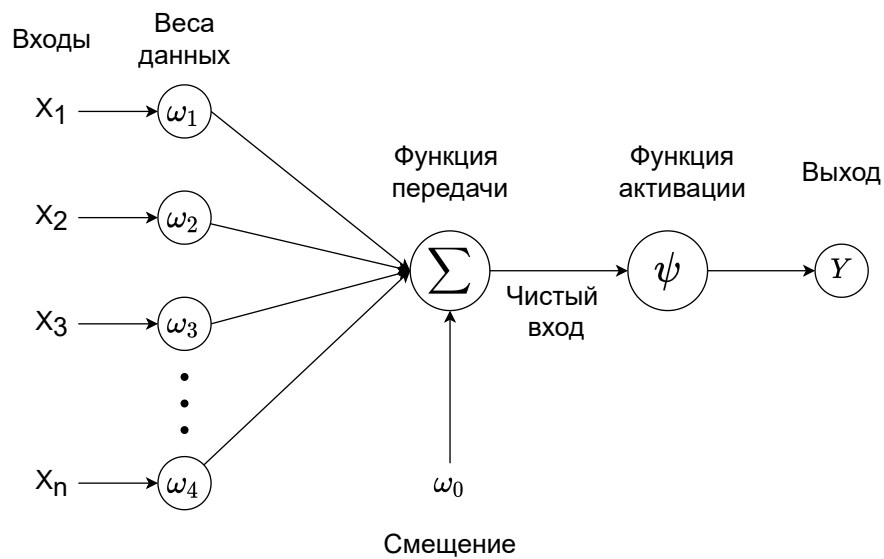 Входы
Веса
данных
X1
ω1
X2
ω2
X3
ω3
Xn
ω4
Функция
передачи
∑
Чистый
вход
ω0
Смещение
Функция
активации
ψ
Выход
Y